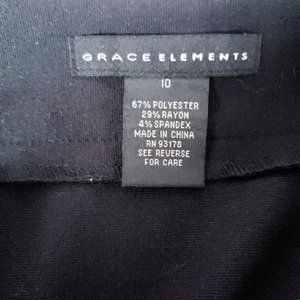 GRACE ELEMENTS
10
67% POLYESTER
29% RAYON
4% SPANDEX
MADE IN CHINA
RN 93178
SEE REVERSE
FOR CARE